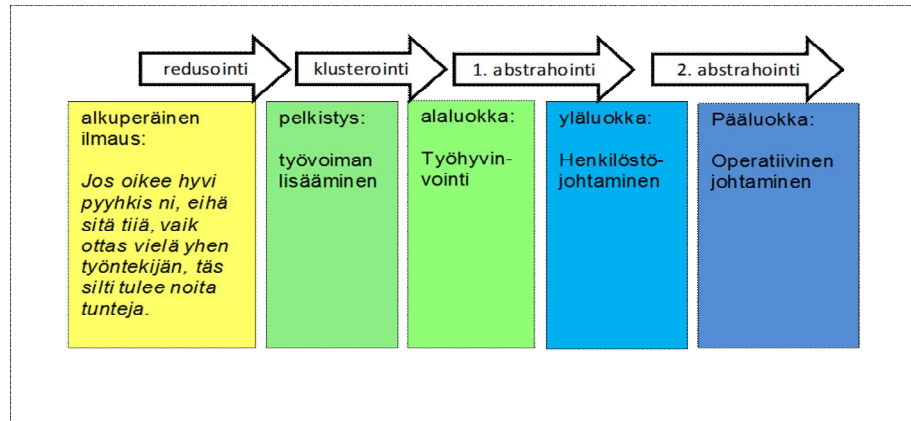 redusointi
klusterointi
1. abstrahointi
2. abstrahointi
alkuperäinen
ilmaus:
Jos oikee hyvi
pyyhkis ni, eihä
sitä tiiä, vaik
ottas vielä yhen
työntekijän, täs
silti tulee noita
tunteja.
pelkistys:
työvoiman
lisääminen
alaluokka:
Työhyvin-
vointi
yläluokka:
Henkilöstö-
johtaminen
Pääluokka:
Operatiivinen
johtaminen